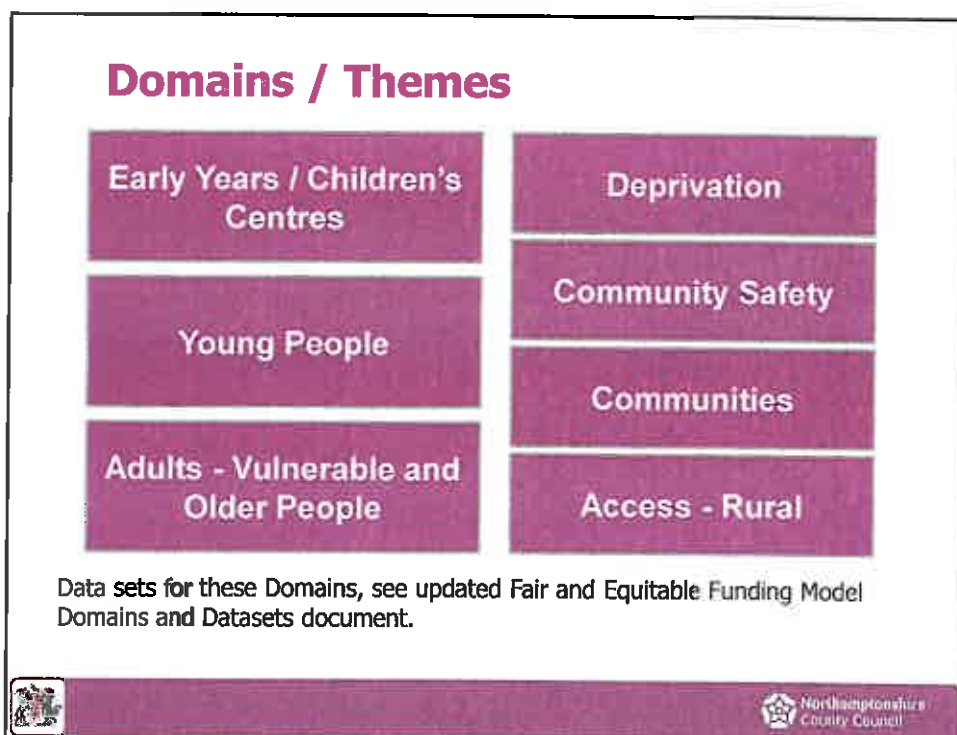 Domains / Themes
Early Years / Children's
Centres
Young People
Adults - Vulnerable and
Older People
Deprivation
Community Safety
Communities
Access - Rural
Data sets for these Domains, see updated Fair and Equitable Funding Model
Domains and Datasets document.
Northamptonshire
County Council